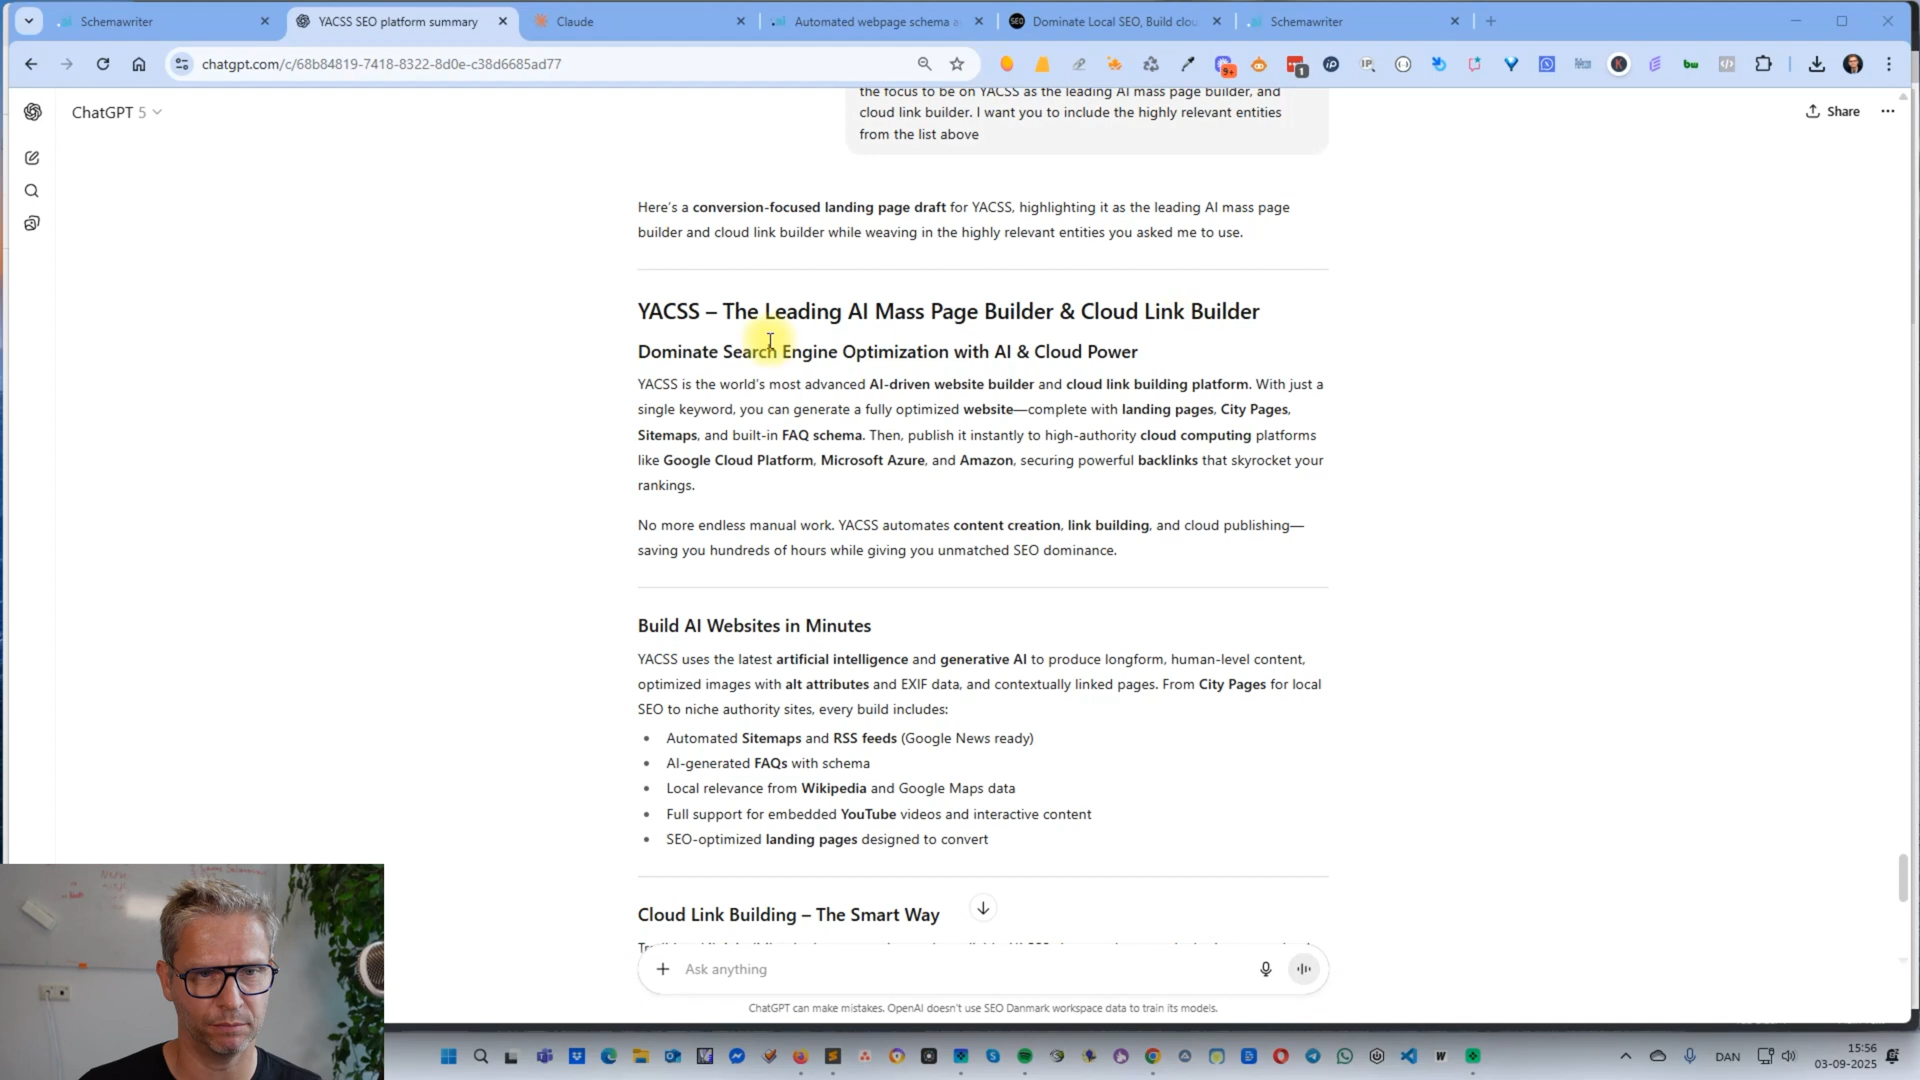 Schemawriter
YACSS SEO platform summary
Claude
Automated webpage schema a
Dominate Local SEO, Build clou
Schemawriter
chatgpt.com/c/68b84819-7418-8322-8d0e-c38d6685ad77
ChatGPT 5
Share
the focus to be on YACSS as the leading AI mass page builder, and
cloud link builder. I want you to include the highly relevant entities
from the list above
Here's a conversion-focused landing page draft for YACSS, highlighting it as the leading AI mass page
builder and cloud link builder while weaving in the highly relevant entities you asked me to use.
YACSS – The Leading AI Mass Page Builder & Cloud Link Builder
Dominate Search Engine Optimization with AI & Cloud Power
YACSS is the world's most advanced AI-driven website builder and cloud link building platform. With just a
single keyword, you can generate a fully optimized website—complete with landing pages, City Pages,
Sitemaps, and built-in FAQ schema. Then, publish it instantly to high-authority cloud computing platforms
like Google Cloud Platform, Microsoft Azure, and Amazon, securing powerful backlinks that skyrocket your
rankings.
No more endless manual work. YACSS automates content creation, link building, and cloud publishing—
saving you hundreds of hours while giving you unmatched SEO dominance.
Build AI Websites in Minutes
YACSS uses the latest artificial intelligence and generative AI to produce longform, human-level content,
optimized images with alt attributes and EXIF data, and contextually linked pages. From City Pages for local
SEO to niche authority sites, every build includes:
• Automated Sitemaps and RSS feeds (Google News ready)
• AI-generated FAQs with schema
• Local relevance from Wikipedia and Google Maps data
• Full support for embedded YouTube videos and interactive content
• SEO-optimized landing pages designed to convert
Cloud Link Building – The Smart Way
Ask anything
ChatGPT can make mistakes. OpenAI doesn't use SEO Danmark workspace data to train its models.
DAN
15:56
03-09-2025